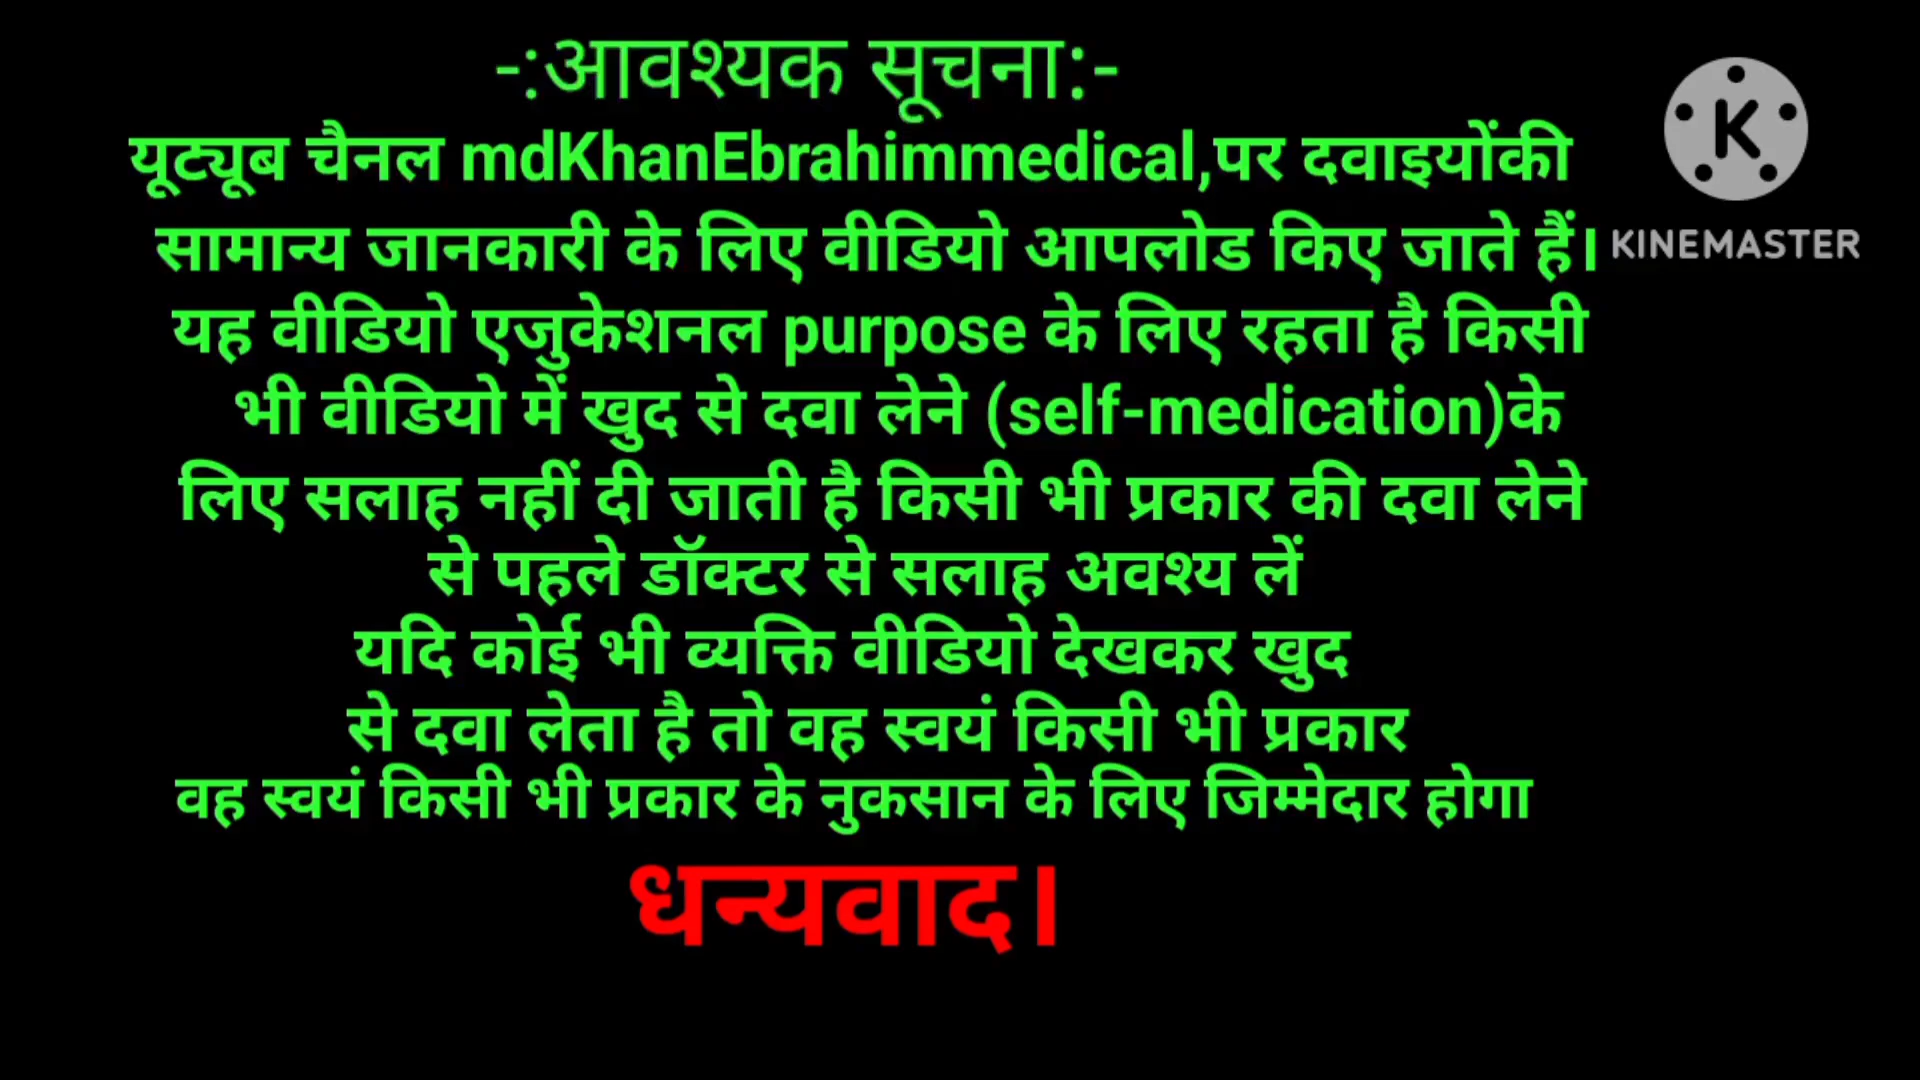 -:आवश्यक सूचना:-
यूट्यूब चैनल mdKhanEbrahimmedical,पर दवाइयोंकी
सामान्य जानकारी के लिए वीडियो आपलोड किए जाते हैं।
यह वीडियो एजुकेशनल purpose के लिए रहता है किसी
भी वीडियो में खुद से दवा लेने (self-medication)के
लिए सलाह नहीं दी जाती है किसी भी प्रकार की दवा लेने
से पहले डॉक्टर से सलाह अवश्य लें
यदि कोई भी व्यक्ति वीडियो देखकर खुद
से दवा लेता है तो वह स्वयं किसी भी प्रकार
वह स्वयं किसी भी प्रकार के नुकसान के लिए जिम्मेदार होगा
धन्यवाद।
K
KINEMASTER